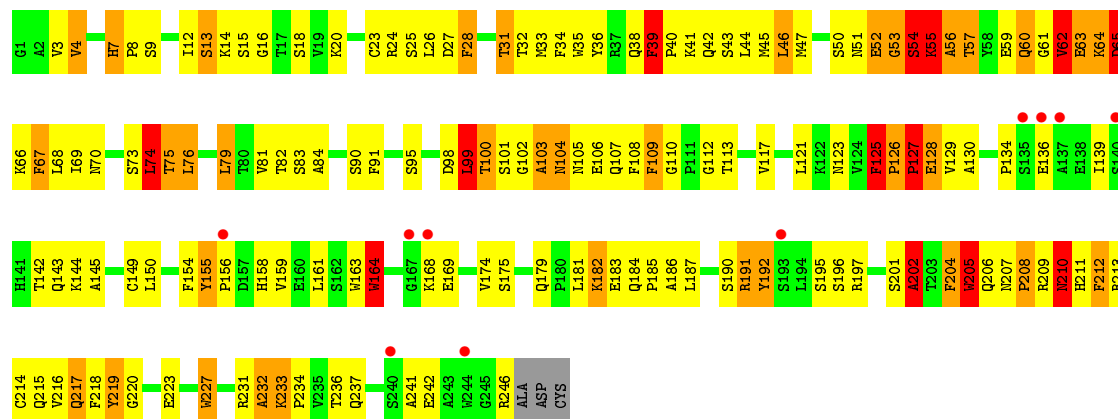 G1 A2 V3 V4 H7 P8 S9 I12 S13 K14 S15 G16 T17 S18 V19 K20 C23 R24 S25 L26 D27 F28 T31 T32 M33 F34 W35 Y36 R37 Q38 F39 P40 K41 Q42 S43 L44 M45 L46 M47 S50 N51 E52 G53 S54 K55 A56 T57 Y58 E59 Q60 G61 V62 E63 K64 D65
K66 F67 L68 I69 N70 S73 L74 T75 L76 L79 T80 V81 T82 S83 A84 S90 F91 S95 D98 L99 T100 S101 G102 A103 N104 N105 E106 Q107 F108 F109 G110 P111 G112 T113 V117 L121 K122 N123 V124 F125 P126 P127 E128 V129 A130 P134 S135 E136 A137 E138 I139 S140
H141 T142 Q143 K144 A145 C149 L150 F154 Y155 P156 D157 H158 V159 E160 L161 S162 W163 W164 G167 K168 E169 V174 S175 Q179 P180 L181 K182 E183 Q184 P185 A186 L187 S190 R191 Y192 S193 L194 S195 S196 R197 S201 A202 T203 F204 W205 Q206 N207 P208 R209 N210 H211 F212 R213
C214 Q215 V216 Q217 F218 Y219 G220 E223 W227 R231 A232 K233 P234 V235 T236 Q237 S240 A241 E242 A243 W244 G245 R246 ALA ASP CYS